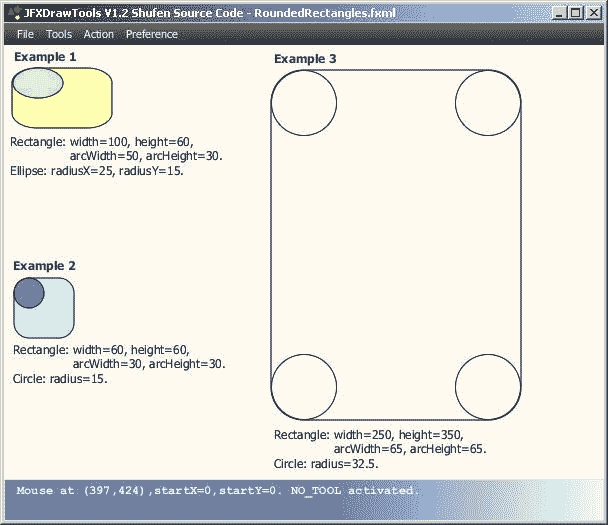 JFXDrawTools V1.2 Shufen Source Code - RoundedRectangles.fxml
File Tools Action Preference
Example 1
Rectangle: width=100, height=60,
arcWidth=50, arcHeight=30.
Ellipse: radiusX=25, radiusY=15.
Example 2
Rectangle: width=60, height=60,
arcWidth=30, arcHeight=30.
Circle: radius=15.
Example 3
Rectangle: width=250, height=350,
arcWidth=65, arcHeight=65.
Circle: radius=32.5.
Mouse at (397,424),startX=0,startY=0. NO_TOOL activated.